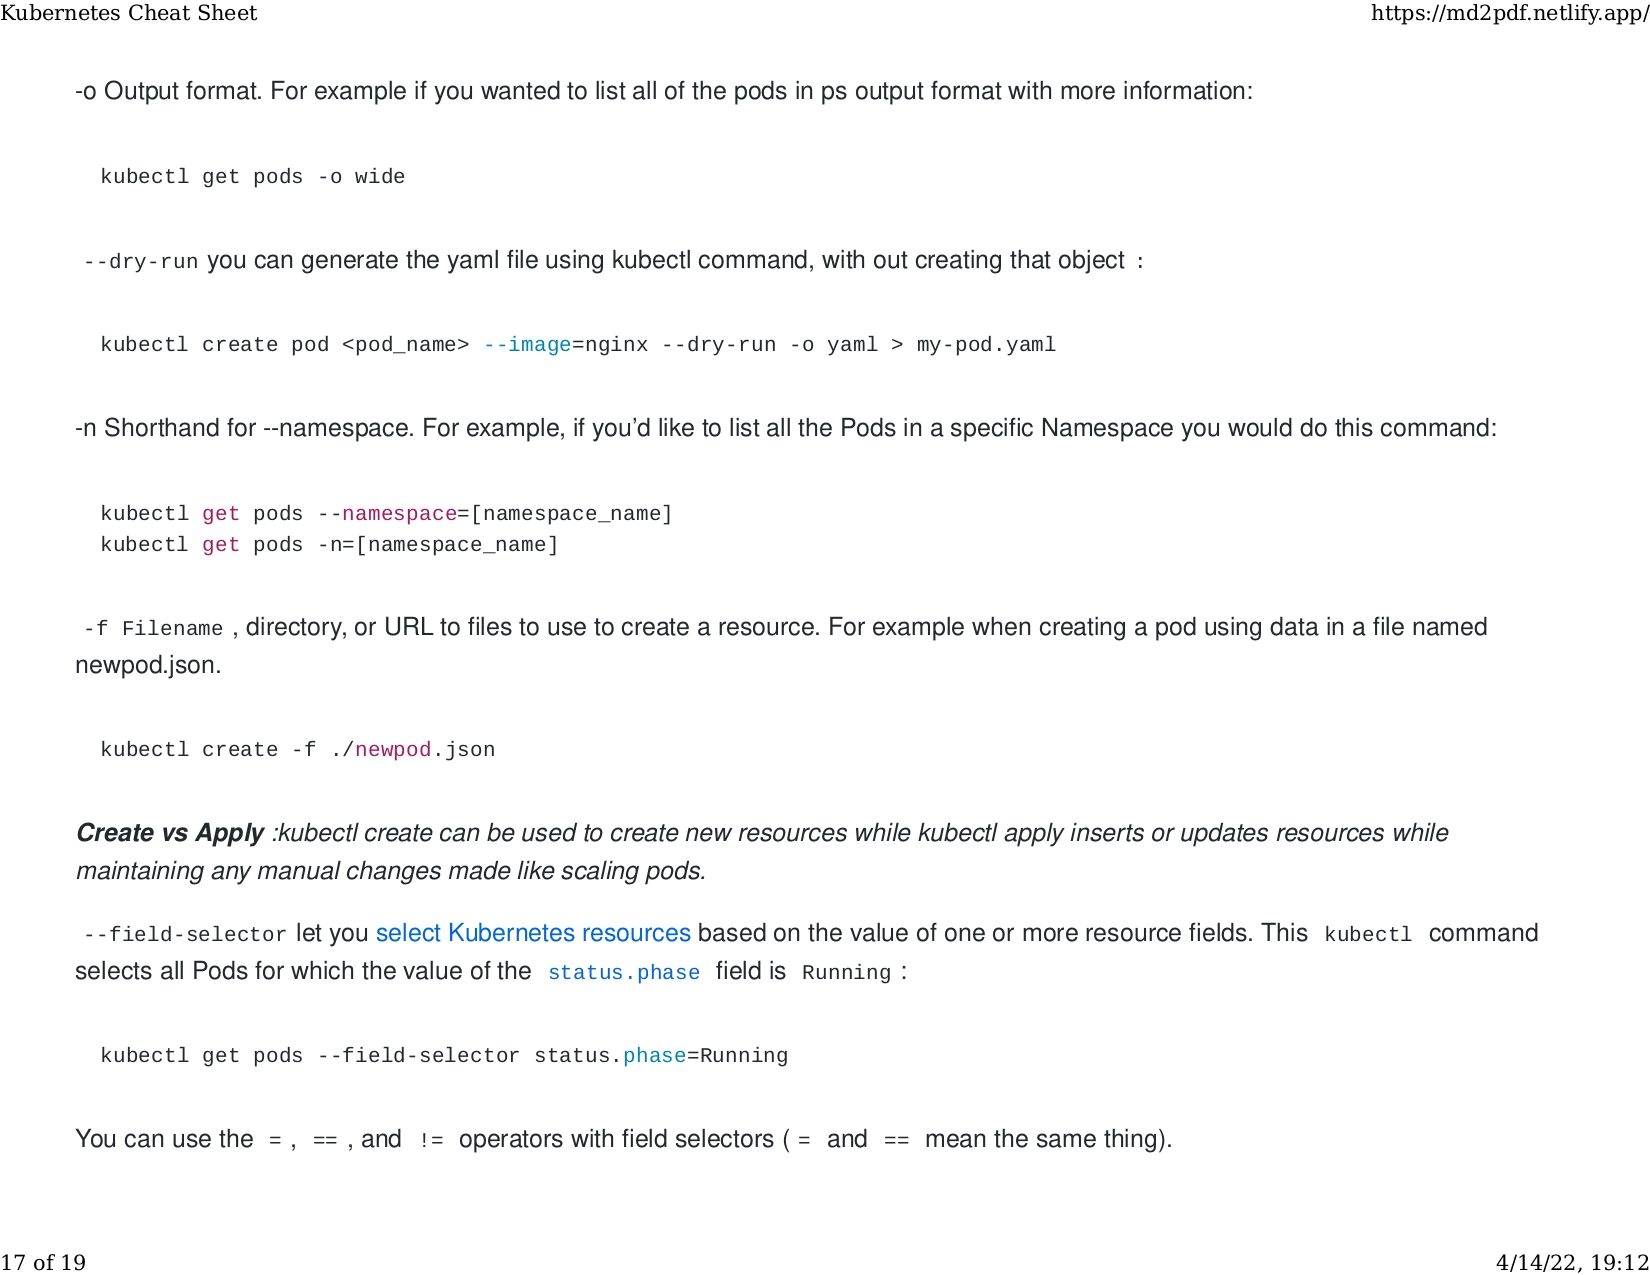 Kubernetes Cheat Sheet https://md2pdf.netlify.app/
-o Output format. For example if you wanted to list all of the pods in ps output format with more information:
kubectl get pods -o wide
--dry-run you can generate the yaml file using kubectl command, with out creating that object :
kubectl create pod <pod_name> --image=nginx --dry-run -o yaml > my-pod.yaml
-n Shorthand for --namespace. For example, if you’d like to list all the Pods in a specific Namespace you would do this command:
kubectl get pods --namespace=[namespace_name]
kubectl get pods -n=[namespace_name]
-f Filename , directory, or URL to files to use to create a resource. For example when creating a pod using data in a file named
newpod.json.
kubectl create -f ./newpod.json
Create vs Apply :kubectl create can be used to create new resources while kubectl apply inserts or updates resources while
maintaining any manual changes made like scaling pods.
--field-selector let you select Kubernetes resources based on the value of one or more resource fields. This kubectl command
selects all Pods for which the value of the status.phase field is Running :
kubectl get pods --field-selector status.phase=Running
You can use the = , == , and != operators with field selectors ( = and == mean the same thing).
17 of 19 4/14/22, 19:12